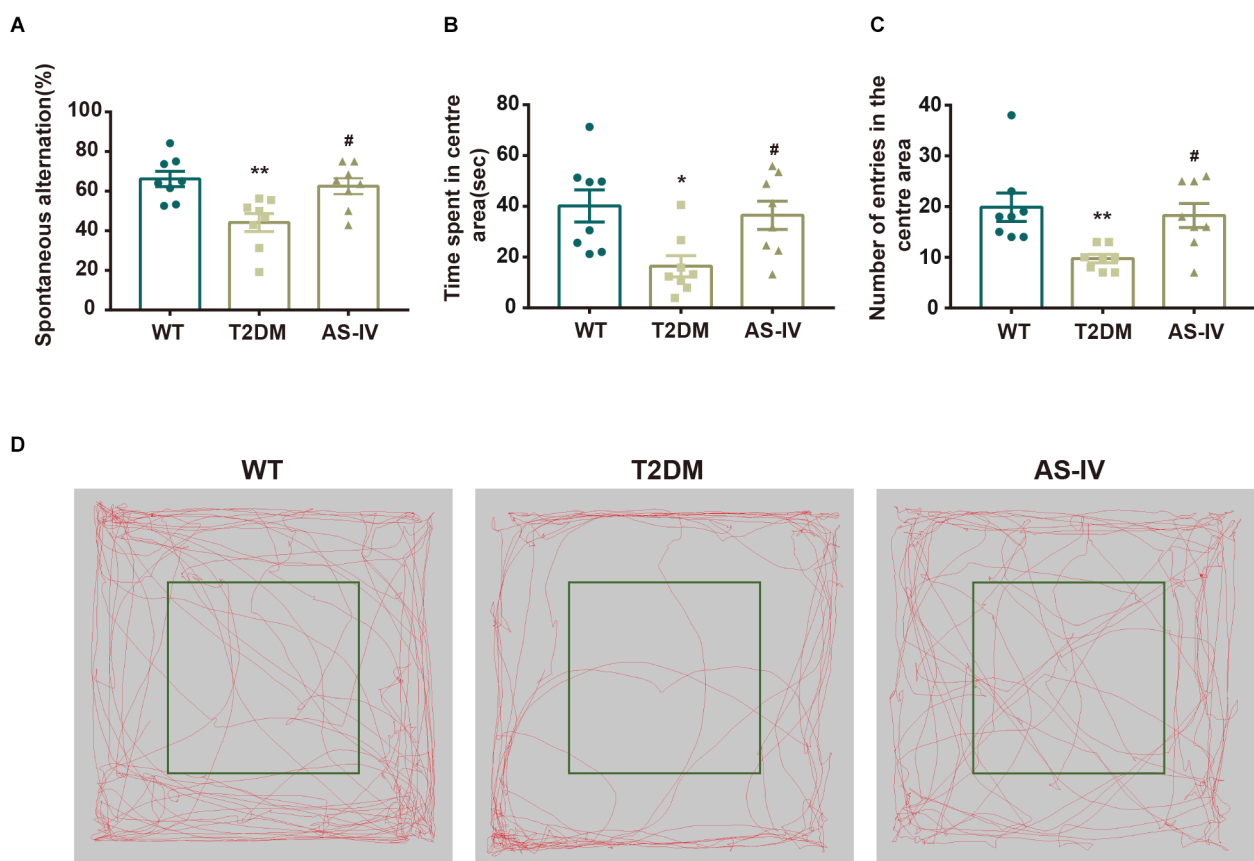 A
Spontaneous alternation(%)
100
80
60
40
20
0
**
#
WT T2DM AS-IV
B
Time spent in centre
area(sec)
80
60
40
20
0
*
#
WT T2DM AS-IV
C
Number of entries in the
centre area
40
30
20
10
0
**
#
WT T2DM AS-IV
D
WT T2DM AS-IV